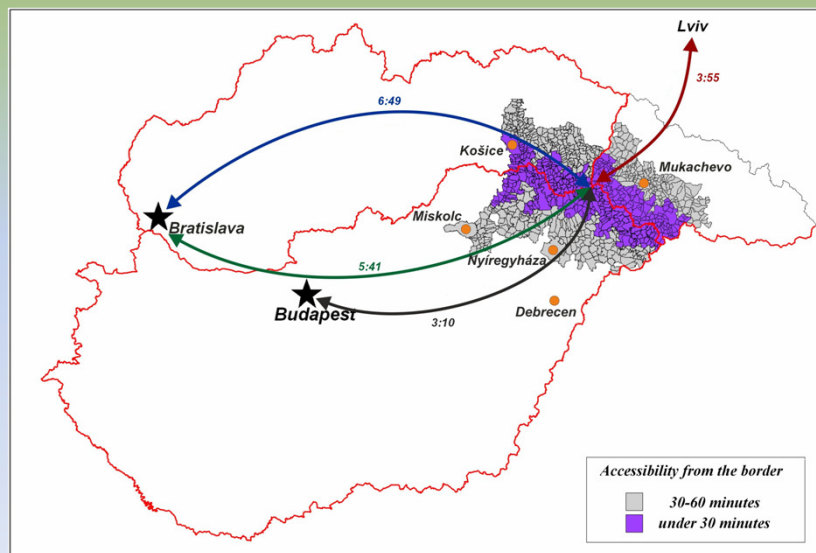 Lviv
3:55
6:49
Košice
Mukachevo
Miskolc
Bratislava
Nyíregyháza
5:41
Budapest
3:10
Debrecen
Accessibility from the border
30-60 minutes
under 30 minutes